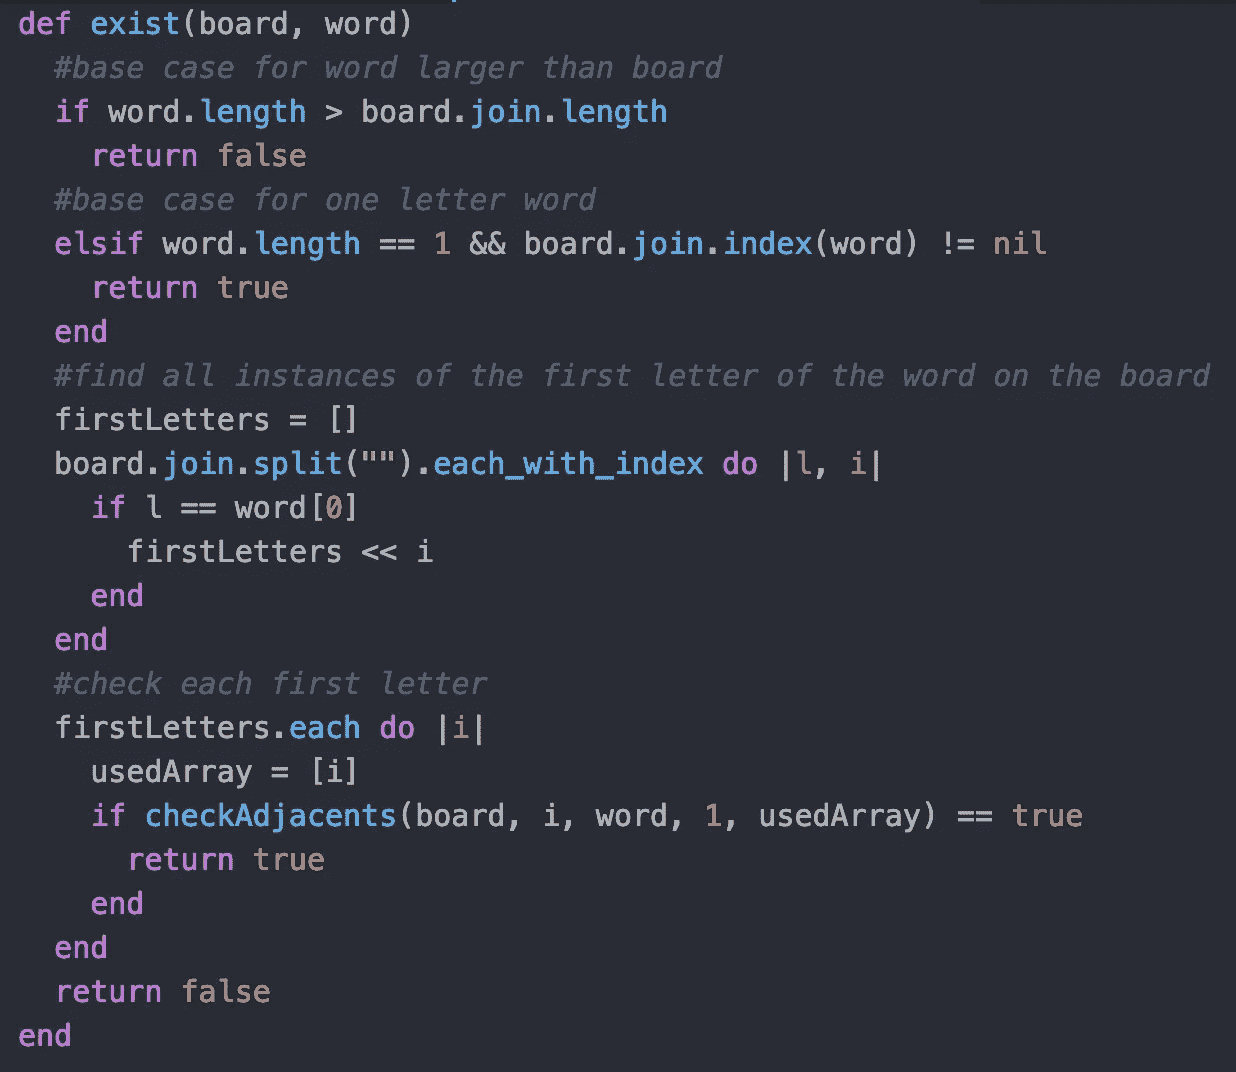 def exist(board, word)
  #base case for word larger than board
  if word.length > board.join.length
    return false
  #base case for one letter word
  elsif word.length == 1 && board.join.index(word) != nil
    return true
  end
  #find all instances of the first letter of the word on the board
  firstLetters = []
  board.join.split("").each_with_index do |l, i|
    if l == word[0]
      firstLetters << i
    end
  end
  #check each first letter
  firstLetters.each do |i|
    usedArray = [i]
    if checkAdjacents(board, i, word, 1, usedArray) == true
      return true
    end
  end
  return false
end